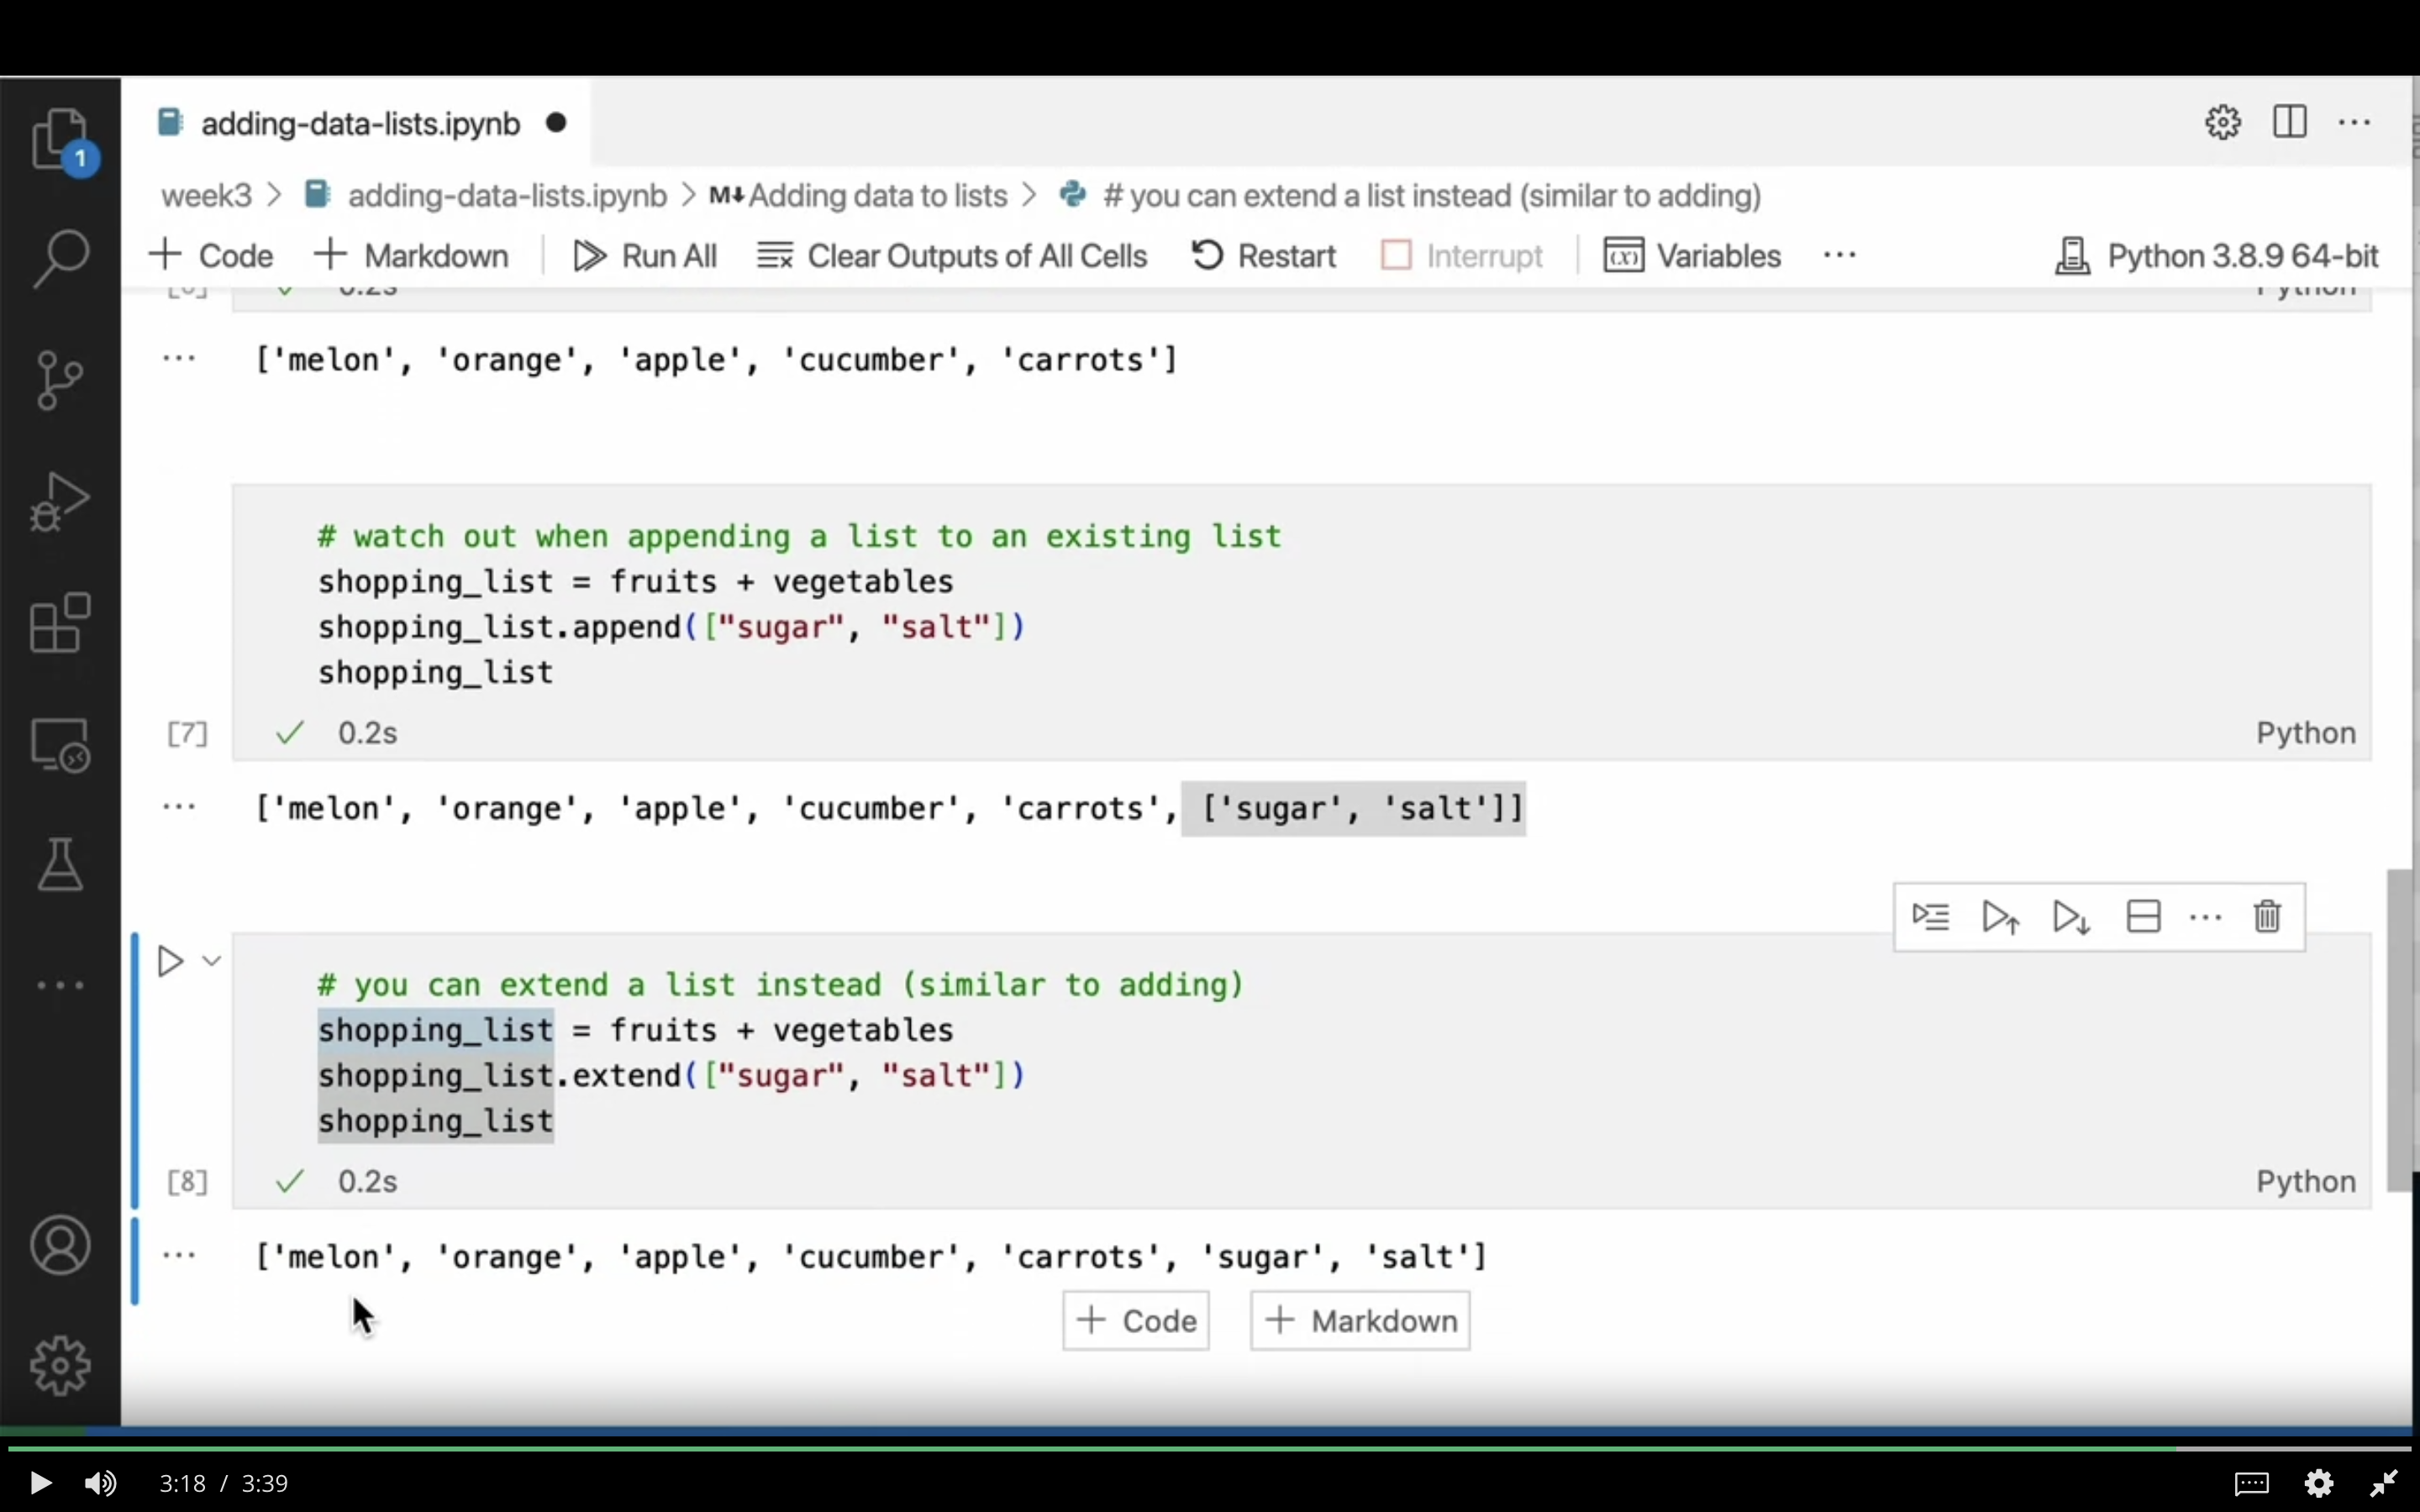 adding-data-lists.ipynb
1
week3 > adding-data-lists.ipynb > M↓ Adding data to lists > # you can extend a list instead (similar to adding)
+ Code + Markdown Run All Clear Outputs of All Cells Restart Interrupt (x) Variables ... Python 3.8.9 64-bit
0.2s Python
['melon', 'orange', 'apple', 'cucumber', 'carrots']
# watch out when appending a list to an existing list
shopping_list = fruits + vegetables
shopping_list.append(["sugar", "salt"])
shopping_list
[7] 0.2s Python
['melon', 'orange', 'apple', 'cucumber', 'carrots', ['sugar', 'salt']]
# you can extend a list instead (similar to adding)
shopping_list = fruits + vegetables
shopping_list.extend(["sugar", "salt"])
shopping_list
[8] 0.2s Python
['melon', 'orange', 'apple', 'cucumber', 'carrots', 'sugar', 'salt']
+ Code + Markdown
3:18 / 3:39